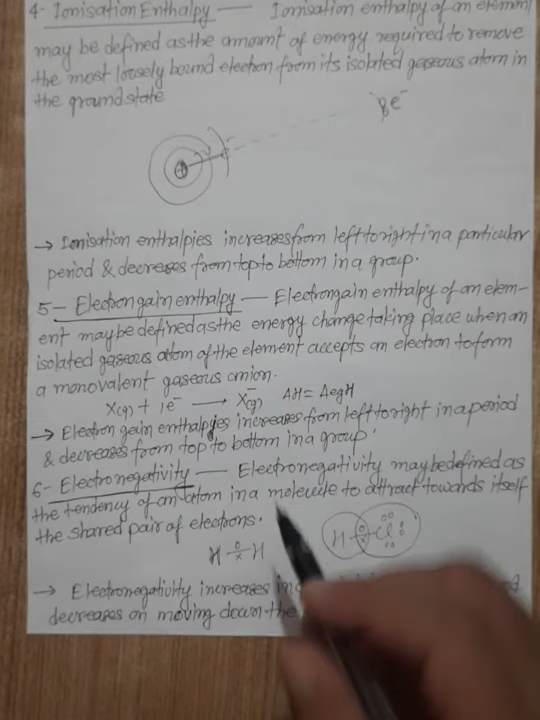 4- Ionisation Enthalpy — Ionisation enthalpy of an element
may be defined as the amount of energy required to remove
the most loosely bound electron from its isolated gaseous atom in
the ground state
e⁻
→ Ionisation enthalpies increases from left to right in a particular
period & decreases from top to bottom in a group.
5- Electron gain enthalpy — Electron gain enthalpy of an elem-
ent may be defined as the energy change taking place when an
isolated gaseous atom of the element accepts an electron to form
a monovalent gaseous anion.
X(g) + 1e⁻ → X⁻(g) ΔH = ΔegH
→ Electron gain enthalpyies increases from left to right in a period
& decreases from top to bottom in a group.
6- Electronegativity — Electronegativity may be defined as
the tendency of an atom in a molecule to attract towards itself
the shared pair of electrons.
H o x H
H o x Cl
→ Electronegativity increases in
decreases on moving down the